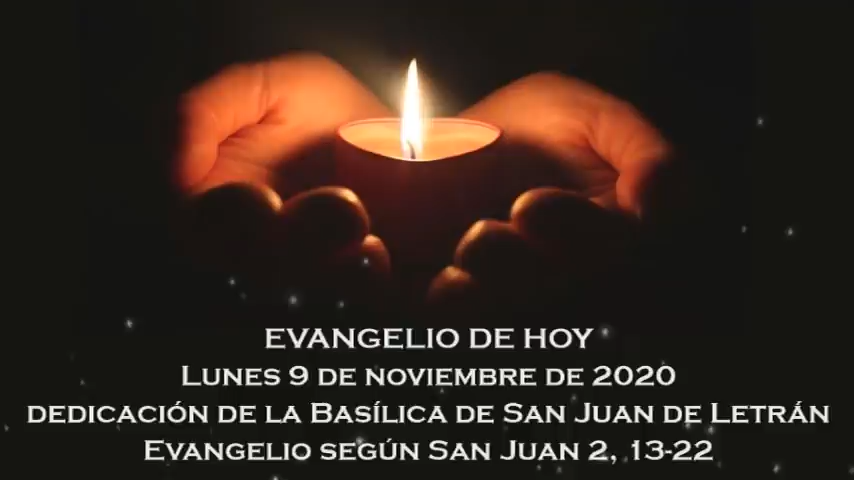 EVANGELIO DE HOY
LUNES 9 DE NOVIEMBRE DE 2020
DEDICACIÓN DE LA BASÍLICA DE SAN JUAN DE LETRÁN
EVANGELIO SEGÚN SAN JUAN 2, 13-22